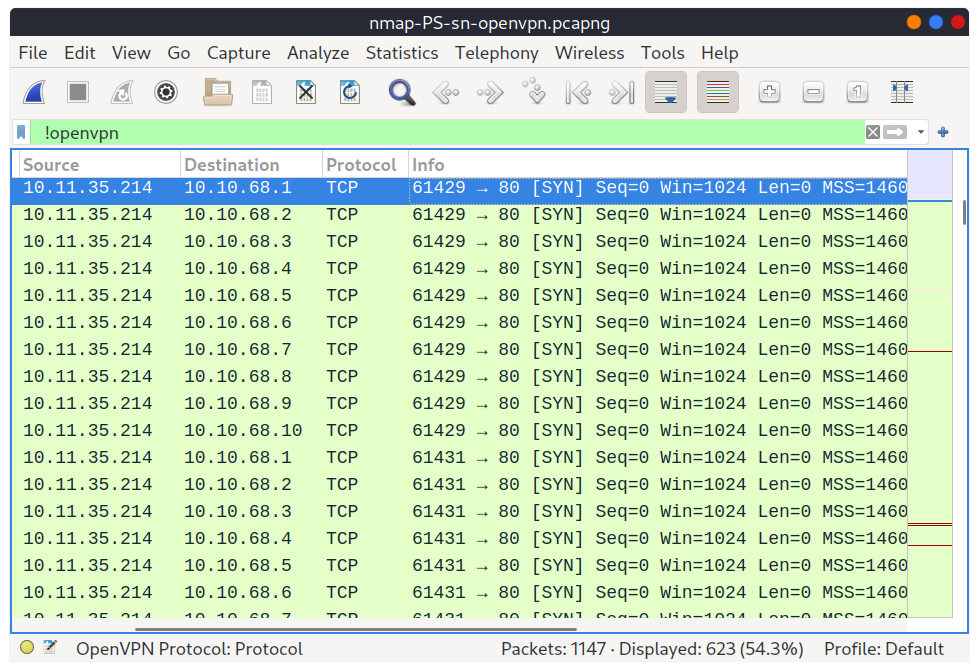 nmap-PS-sn-openvpn.pcapng
File Edit View Go Capture Analyze Statistics Telephony Wireless Tools Help
!openvpn
Source Destination Protocol Info
10.11.35.214 10.10.68.1 TCP 61429 → 80 [SYN] Seq=0 Win=1024 Len=0 MSS=1460
10.11.35.214 10.10.68.2 TCP 61429 → 80 [SYN] Seq=0 Win=1024 Len=0 MSS=1460
10.11.35.214 10.10.68.3 TCP 61429 → 80 [SYN] Seq=0 Win=1024 Len=0 MSS=1460
10.11.35.214 10.10.68.4 TCP 61429 → 80 [SYN] Seq=0 Win=1024 Len=0 MSS=1460
10.11.35.214 10.10.68.5 TCP 61429 → 80 [SYN] Seq=0 Win=1024 Len=0 MSS=1460
10.11.35.214 10.10.68.6 TCP 61429 → 80 [SYN] Seq=0 Win=1024 Len=0 MSS=1460
10.11.35.214 10.10.68.7 TCP 61429 → 80 [SYN] Seq=0 Win=1024 Len=0 MSS=1460
10.11.35.214 10.10.68.8 TCP 61429 → 80 [SYN] Seq=0 Win=1024 Len=0 MSS=1460
10.11.35.214 10.10.68.9 TCP 61429 → 80 [SYN] Seq=0 Win=1024 Len=0 MSS=1460
10.11.35.214 10.10.68.10 TCP 61429 → 80 [SYN] Seq=0 Win=1024 Len=0 MSS=1460
10.11.35.214 10.10.68.1 TCP 61431 → 80 [SYN] Seq=0 Win=1024 Len=0 MSS=1460
10.11.35.214 10.10.68.2 TCP 61431 → 80 [SYN] Seq=0 Win=1024 Len=0 MSS=1460
10.11.35.214 10.10.68.3 TCP 61431 → 80 [SYN] Seq=0 Win=1024 Len=0 MSS=1460
10.11.35.214 10.10.68.4 TCP 61431 → 80 [SYN] Seq=0 Win=1024 Len=0 MSS=1460
10.11.35.214 10.10.68.5 TCP 61431 → 80 [SYN] Seq=0 Win=1024 Len=0 MSS=1460
10.11.35.214 10.10.68.6 TCP 61431 → 80 [SYN] Seq=0 Win=1024 Len=0 MSS=1460
OpenVPN Protocol: Protocol Packets: 1147 · Displayed: 623 (54.3%) Profile: Default